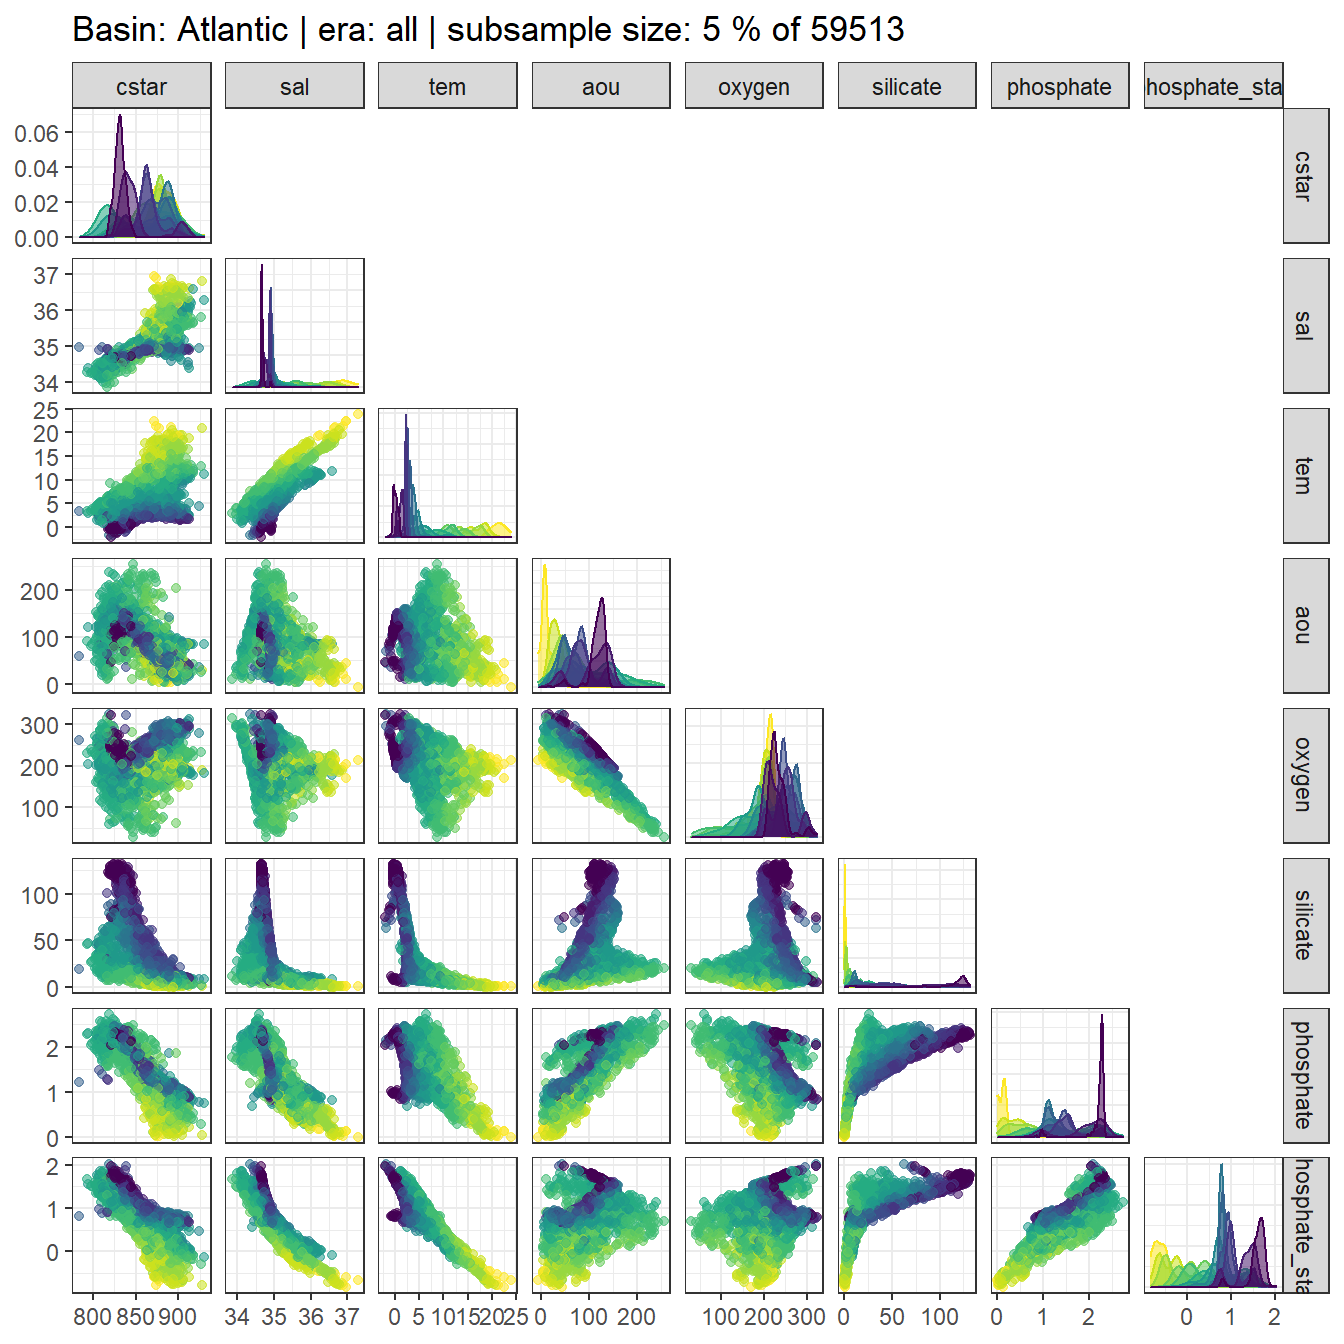 Basin: Atlantic | era: all | subsample size: 5 % of 59513
cstar sal tem aou oxygen silicate phosphate hosphate_sta
0.06
0.04
0.02
0.00
cstar
37
36
35
34
sal
25
20
15
10
5
0
tem
200
100
0
aou
300
200
100
oxygen
100
50
0
silicate
2
1
0
phosphate
2
1
0
hosphate_sta
800 850 900 34 35 36 37 0 5 10 15 20 25 0 100 200 100 200 300 0 50 100 0 1 2 0 1 2